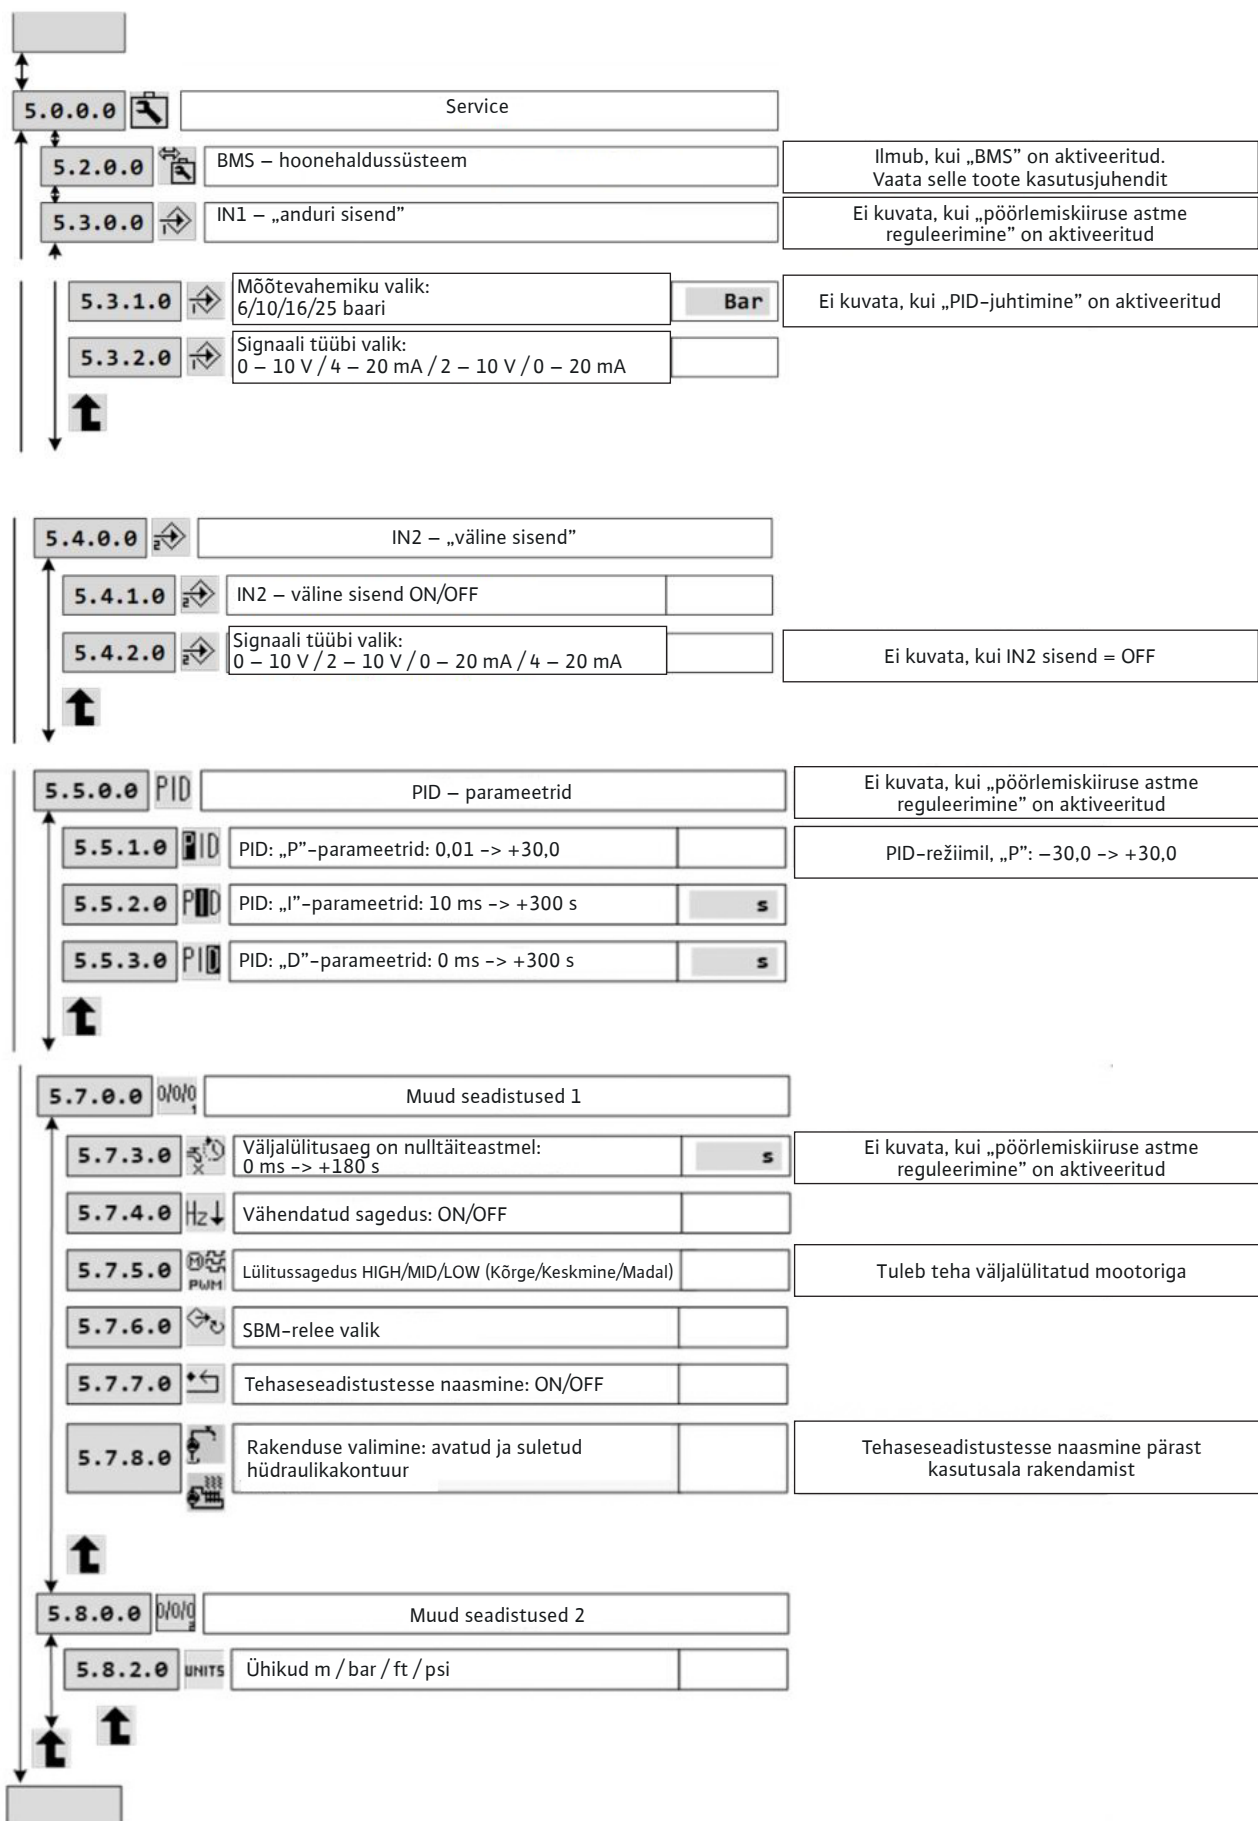 5.0.0.0 Service
5.2.0.0 BMS – hoonehaldussüsteem
Ilmub, kui „BMS” on aktiveeritud.
Vaata selle toote kasutusjuhendit
5.3.0.0 IN1 – „anduri sisend”
Ei kuvata, kui „pöörlemiskiiruse astme
reguleerimine” on aktiveeritud
5.3.1.0 Mõõtevahemiku valik:
6/10/16/25 baari
Bar
Ei kuvata, kui „PID-juhtimine” on aktiveeritud
5.3.2.0 Signaali tüübi valik:
0 – 10 V / 4 – 20 mA / 2 – 10 V / 0 – 20 mA
5.4.0.0 IN2 – „väline sisend”
5.4.1.0 IN2 – väline sisend ON/OFF
5.4.2.0 Signaali tüübi valik:
0 – 10 V / 2 – 10 V / 0 – 20 mA / 4 – 20 mA
Ei kuvata, kui IN2 sisend = OFF
5.5.0.0 PID PID – parameetrid
Ei kuvata, kui „pöörlemiskiiruse astme
reguleerimine” on aktiveeritud
5.5.1.0 PID PID: „P”-parameetrid: 0,01 -> +30,0
PID-režiimil, „P”: −30,0 -> +30,0
5.5.2.0 PID PID: „I”-parameetrid: 10 ms -> +300 s
s
5.5.3.0 PID PID: „D”-parameetrid: 0 ms -> +300 s
s
5.7.0.0 0/0/0 1 Muud seadistused 1
5.7.3.0 Väljalülitusaeg on nulltäiteastmel:
0 ms -> +180 s
s
Ei kuvata, kui „pöörlemiskiiruse astme
reguleerimine” on aktiveeritud
5.7.4.0 Hz Vähendatud sagedus: ON/OFF
5.7.5.0 M PWM Lülitussagedus HIGH/MID/LOW (Kõrge/Keskmine/Madal)
Tuleb teha väljalülitatud mootoriga
5.7.6.0 SBM-relee valik
5.7.7.0 Tehaseseadistustesse naasmine: ON/OFF
5.7.8.0 Rakenduse valimine: avatud ja suletud
hüdraulikakontuur
Tehaseseadistustesse naasmine pärast
kasutusala rakendamist
5.8.0.0 0/0/0 2 Muud seadistused 2
5.8.2.0 UNITS Ühikud m / bar / ft / psi